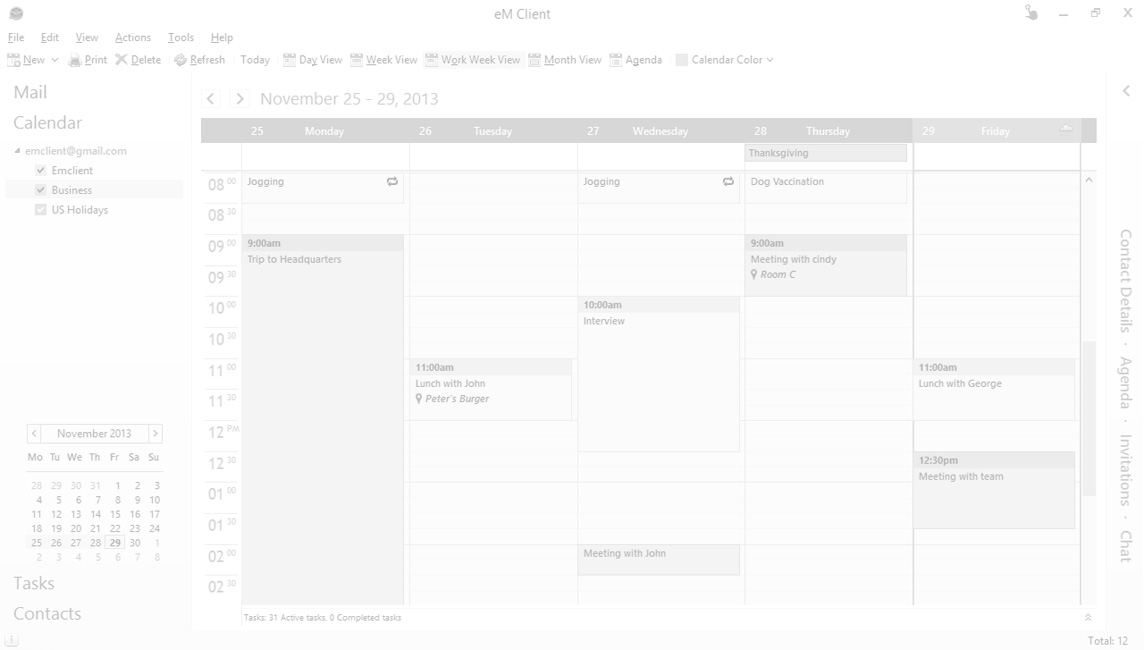 eM Client
File Edit View Actions Tools Help
New Print Delete Refresh Today Day View Week View Work Week View Month View Agenda Calendar Color
Mail
Calendar
emclient@gmail.com
Emclient
Business
US Holidays
November 25 - 29, 2013
25 Monday 26 Tuesday 27 Wednesday 28 Thursday 29 Friday
Thanksgiving
08 00 Jogging Jogging Dog Vaccination
08 30
09 00 9:00am 9:00am
Trip to Headquarters Meeting with cindy
09 30 Room C
10 00 10:00am
Interview
10 30
11 00 11:00am 11:00am
Lunch with John Lunch with George
11 30 Peter's Burger
12 PM
12 30 12:30pm
Meeting with team
01 00
01 30
02 00 Meeting with John
02 30
Tasks: 31 Active tasks, 0 Completed tasks
November 2013
Mo Tu We Th Fr Sa Su
28 29 30 31 1 2 3
4 5 6 7 8 9 10
11 12 13 14 15 16 17
18 19 20 21 22 23 24
25 26 27 28 29 30 1
2 3 4 5 6 7 8
Tasks
Contacts
Contact Details · Agenda · Invitations · Chat
Total: 12